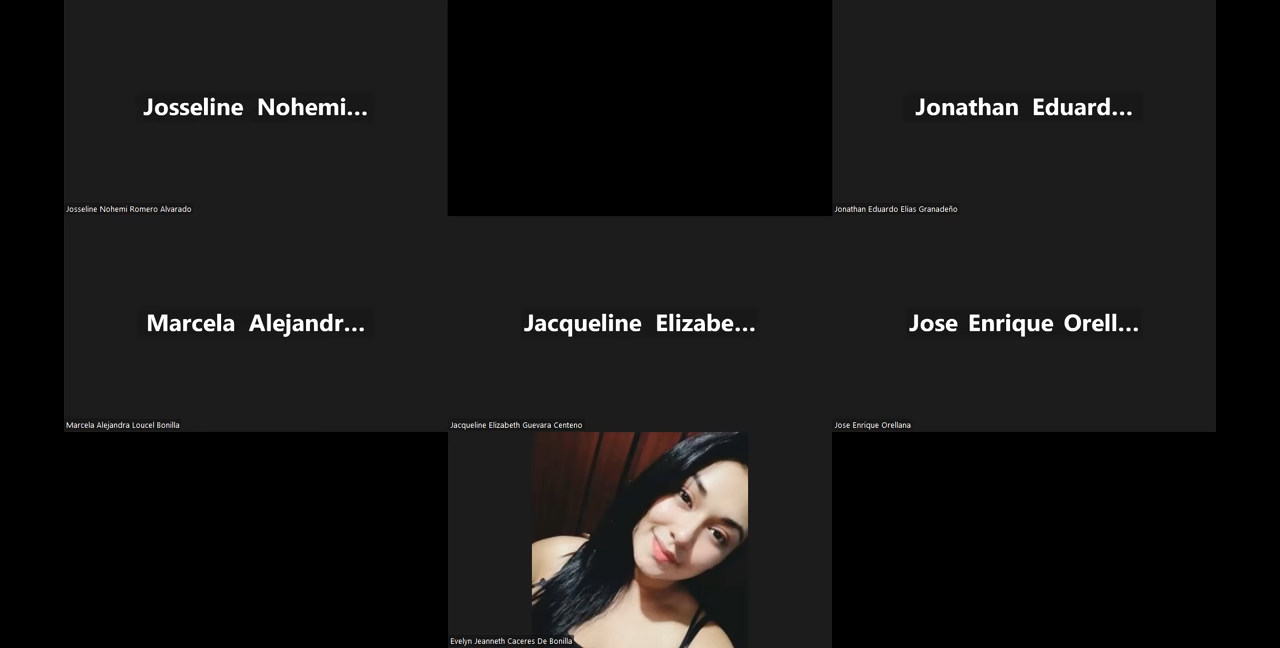 Josseline Nohemi...
Jonathan Eduard...
Josseline Nohemi Romero Alvarado
Jonathan Eduardo Elias Granadeño
Marcela Alejandr...
Jacqueline Elizabe...
Jose Enrique Orell...
Marcela Alejandra Loucel Bonilla
Jacqueline Elizabeth Guevara Centeno
Jose Enrique Orellana
Evelyn Jeanneth Caceres De Bonilla